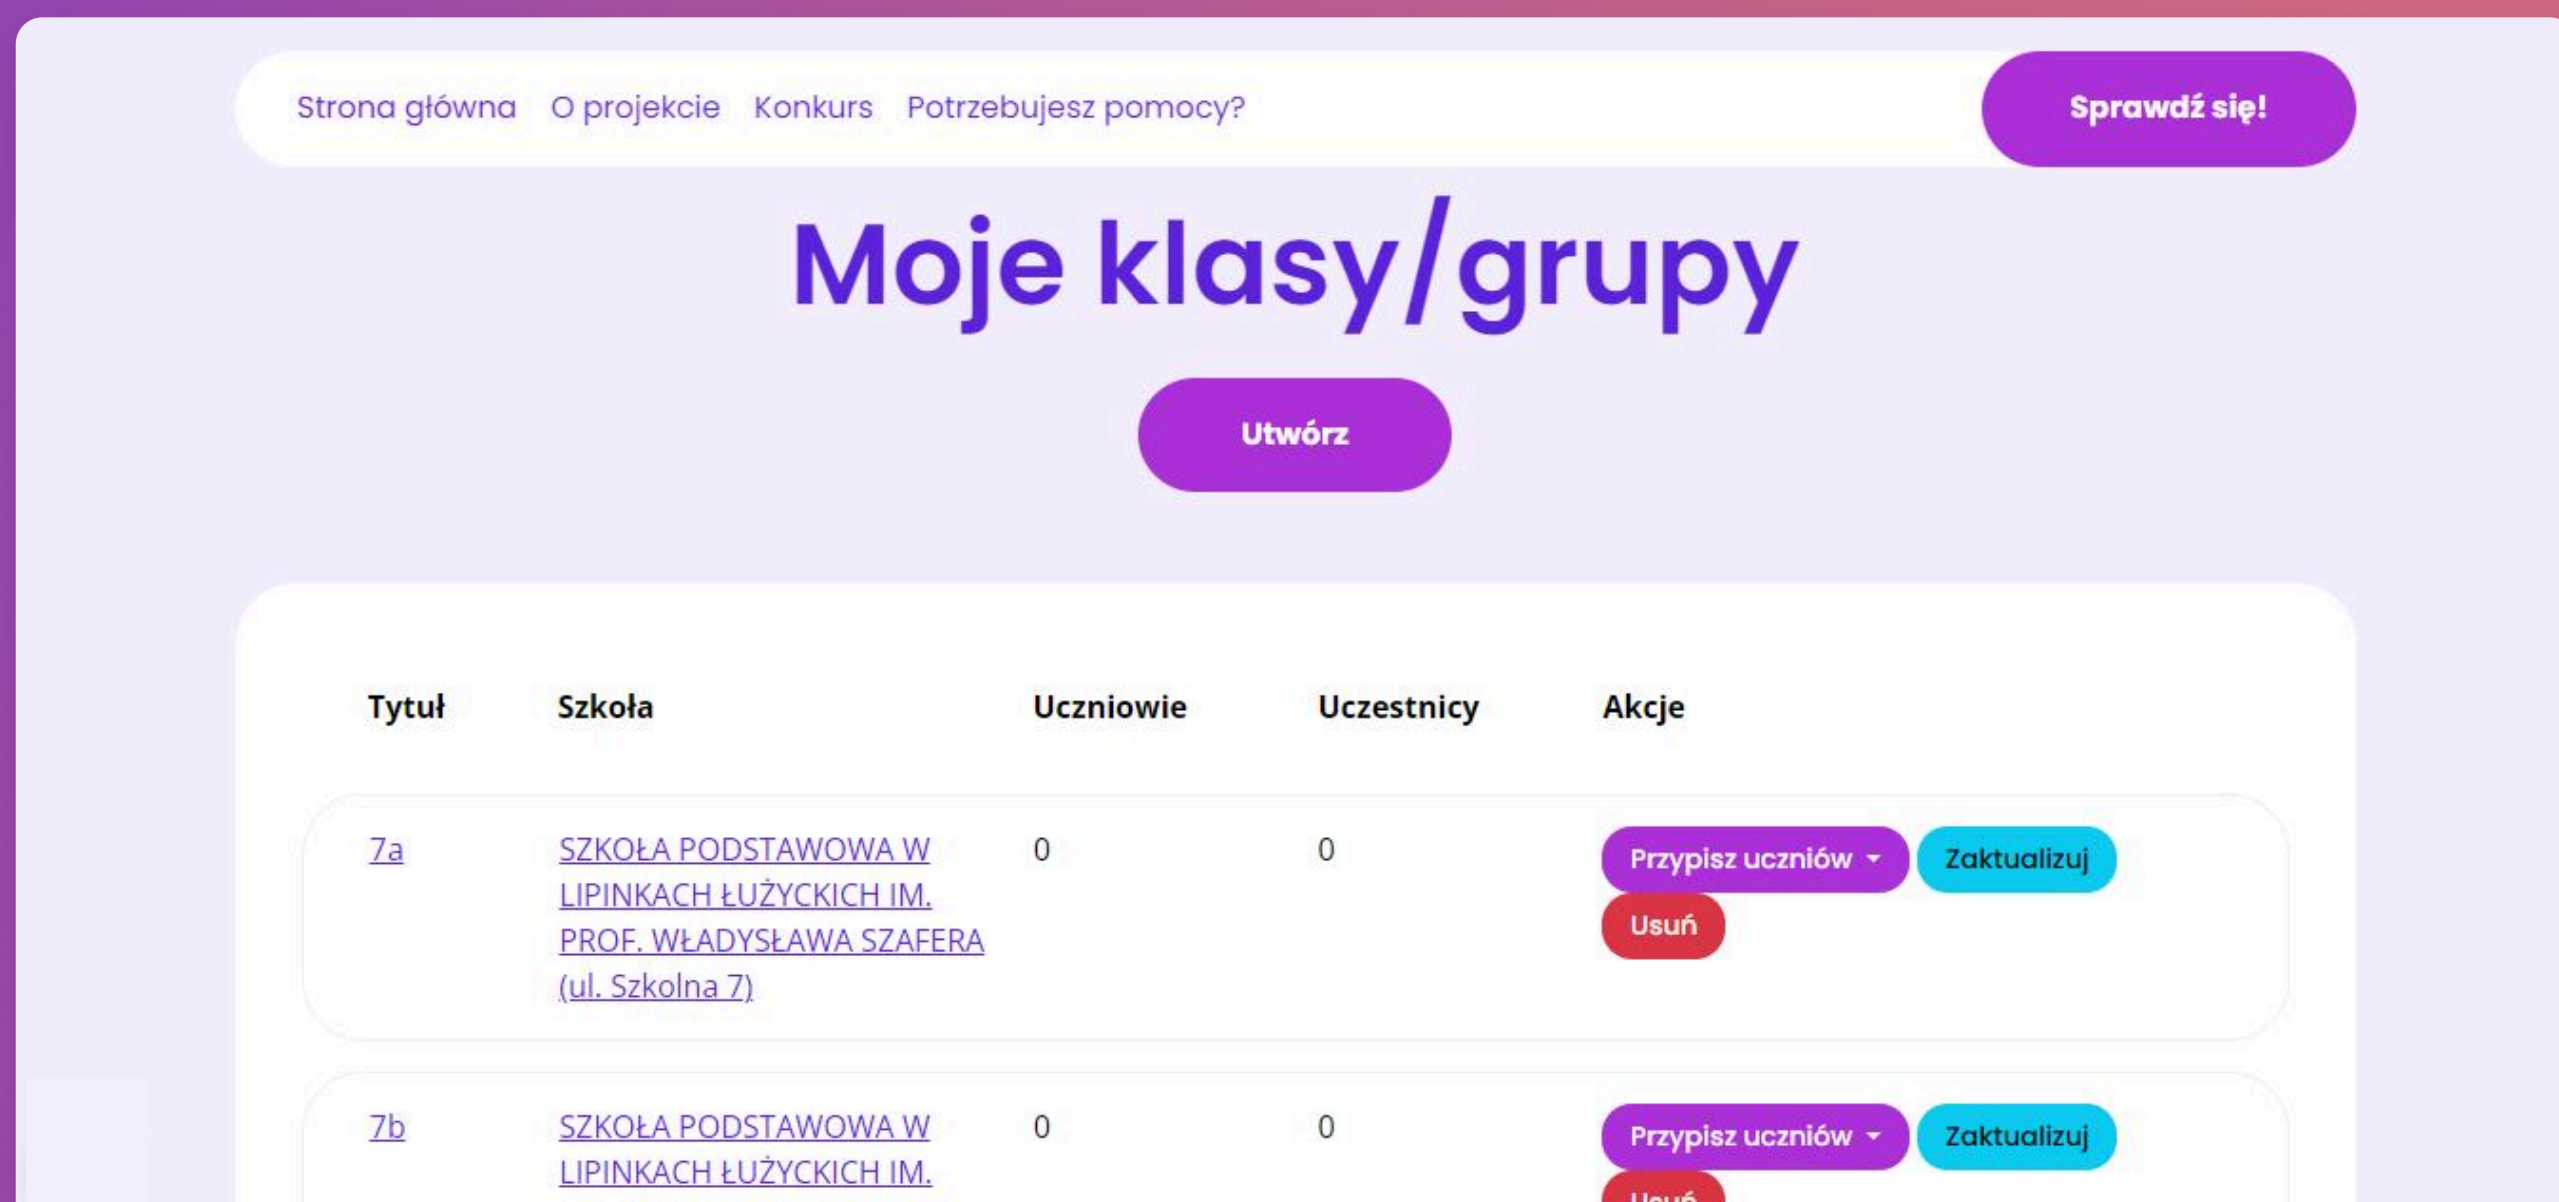 Strona główna O projekcie Konkurs Potrzebujesz pomocy? Sprawdź się!
Moje klasy/grupy
Utwórz
Tytuł Szkoła Uczniowie Uczestnicy Akcje
7a SZKOŁA PODSTAWOWA W 0 0 Przypisz uczniów Zaktualizuj
LIPINKACH ŁUŻYCKICH IM.
Usuń
PROF. WŁADYSŁAWA SZAFERA
(ul. Szkolna 7)
7b SZKOŁA PODSTAWOWA W 0 0 Przypisz uczniów Zaktualizuj
LIPINKACH ŁUŻYCKICH IM.
Usuń